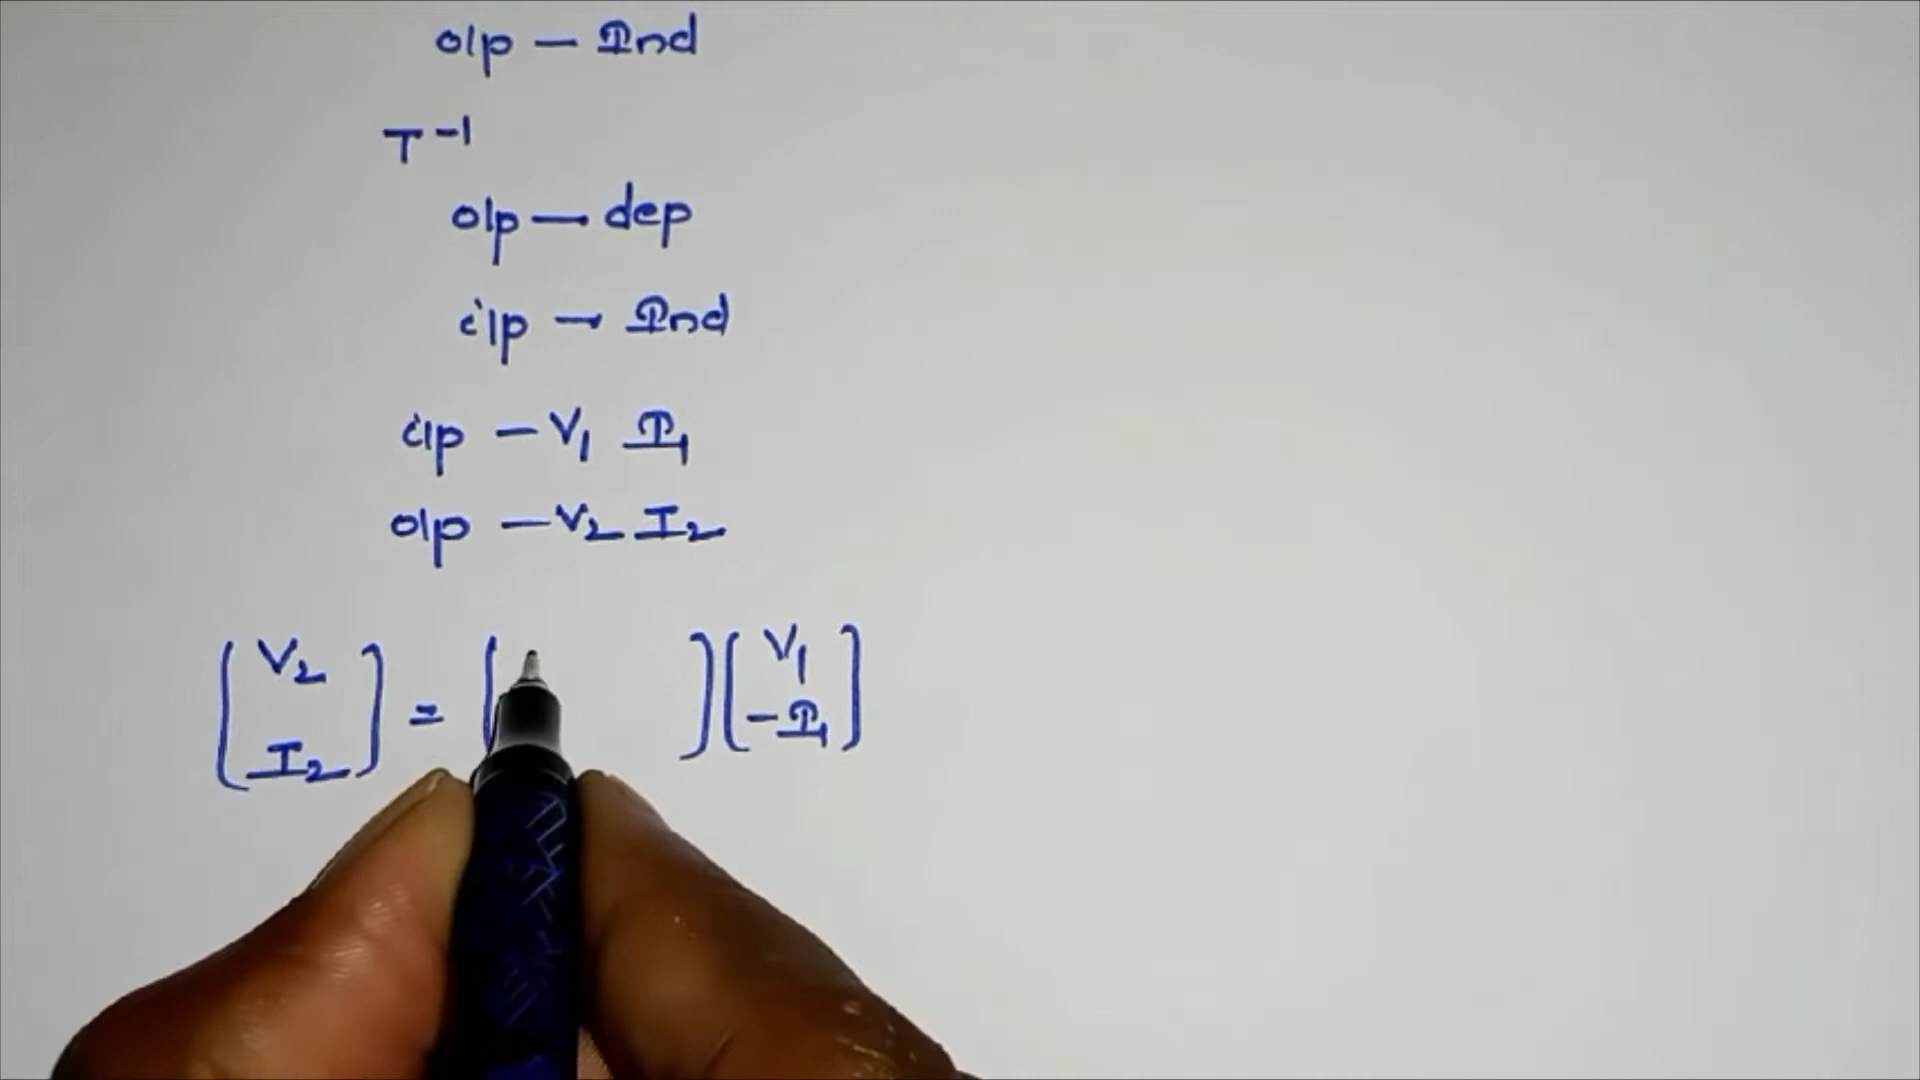 o/p - Ind
T-1
o/p - dep
i/p - Ind
i/p - V1 I1
o/p - V2 I2
[V2 I2] = [ ] [V1 -I1]